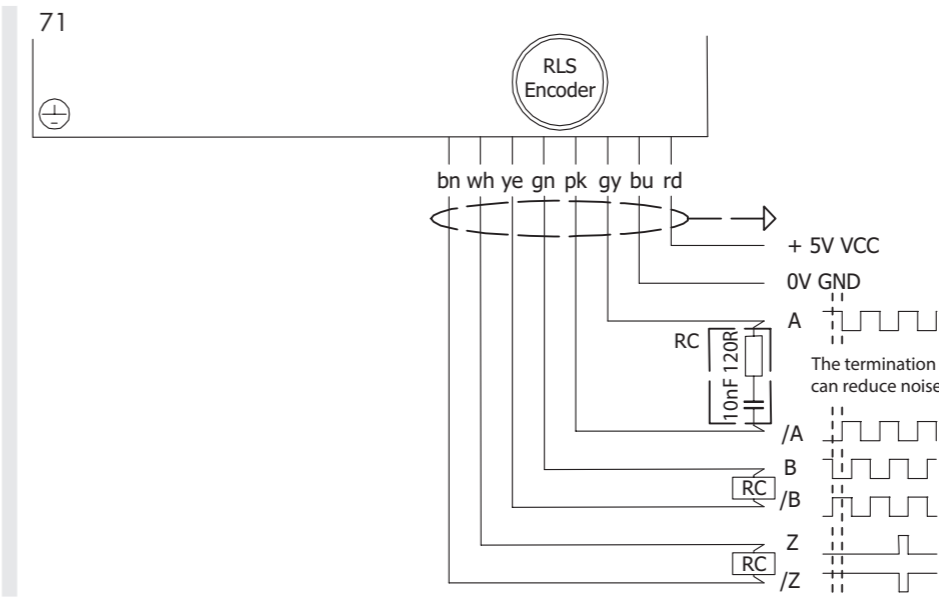 71
RLS
Encoder
bn wh ye gn pk gy bu rd
+ 5V VCC
0V GND
A
RC
10nF 120R
The termination
can reduce noise
/A
B
RC
/B
Z
RC
/Z